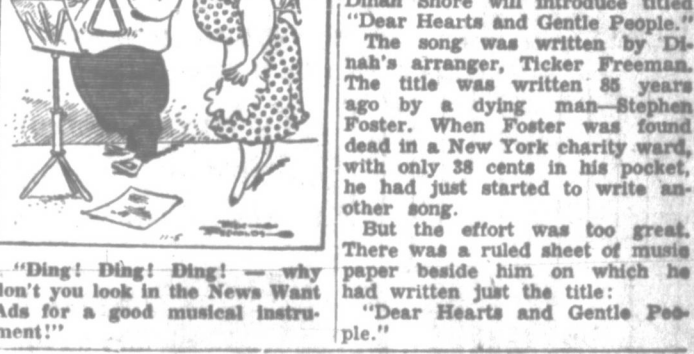 11-5
"Ding! Ding! Ding! — why
don't you look in the News Want
Ads for a good musical instru-
ment!"
Dinah Shore will introduce titled
"Dear Hearts and Gentle People."
The song was written by Di-
nah's arranger, Ticker Freeman.
The title was written 85 years
ago by a dying man—Stephen
Foster. When Foster was found
dead in a New York charity ward,
with only 38 cents in his pocket,
he had just started to write an-
other song.
But the effort was too great.
There was a ruled sheet of music
paper beside him on which he
had written just the title:
"Dear Hearts and Gentle Peo-
ple."